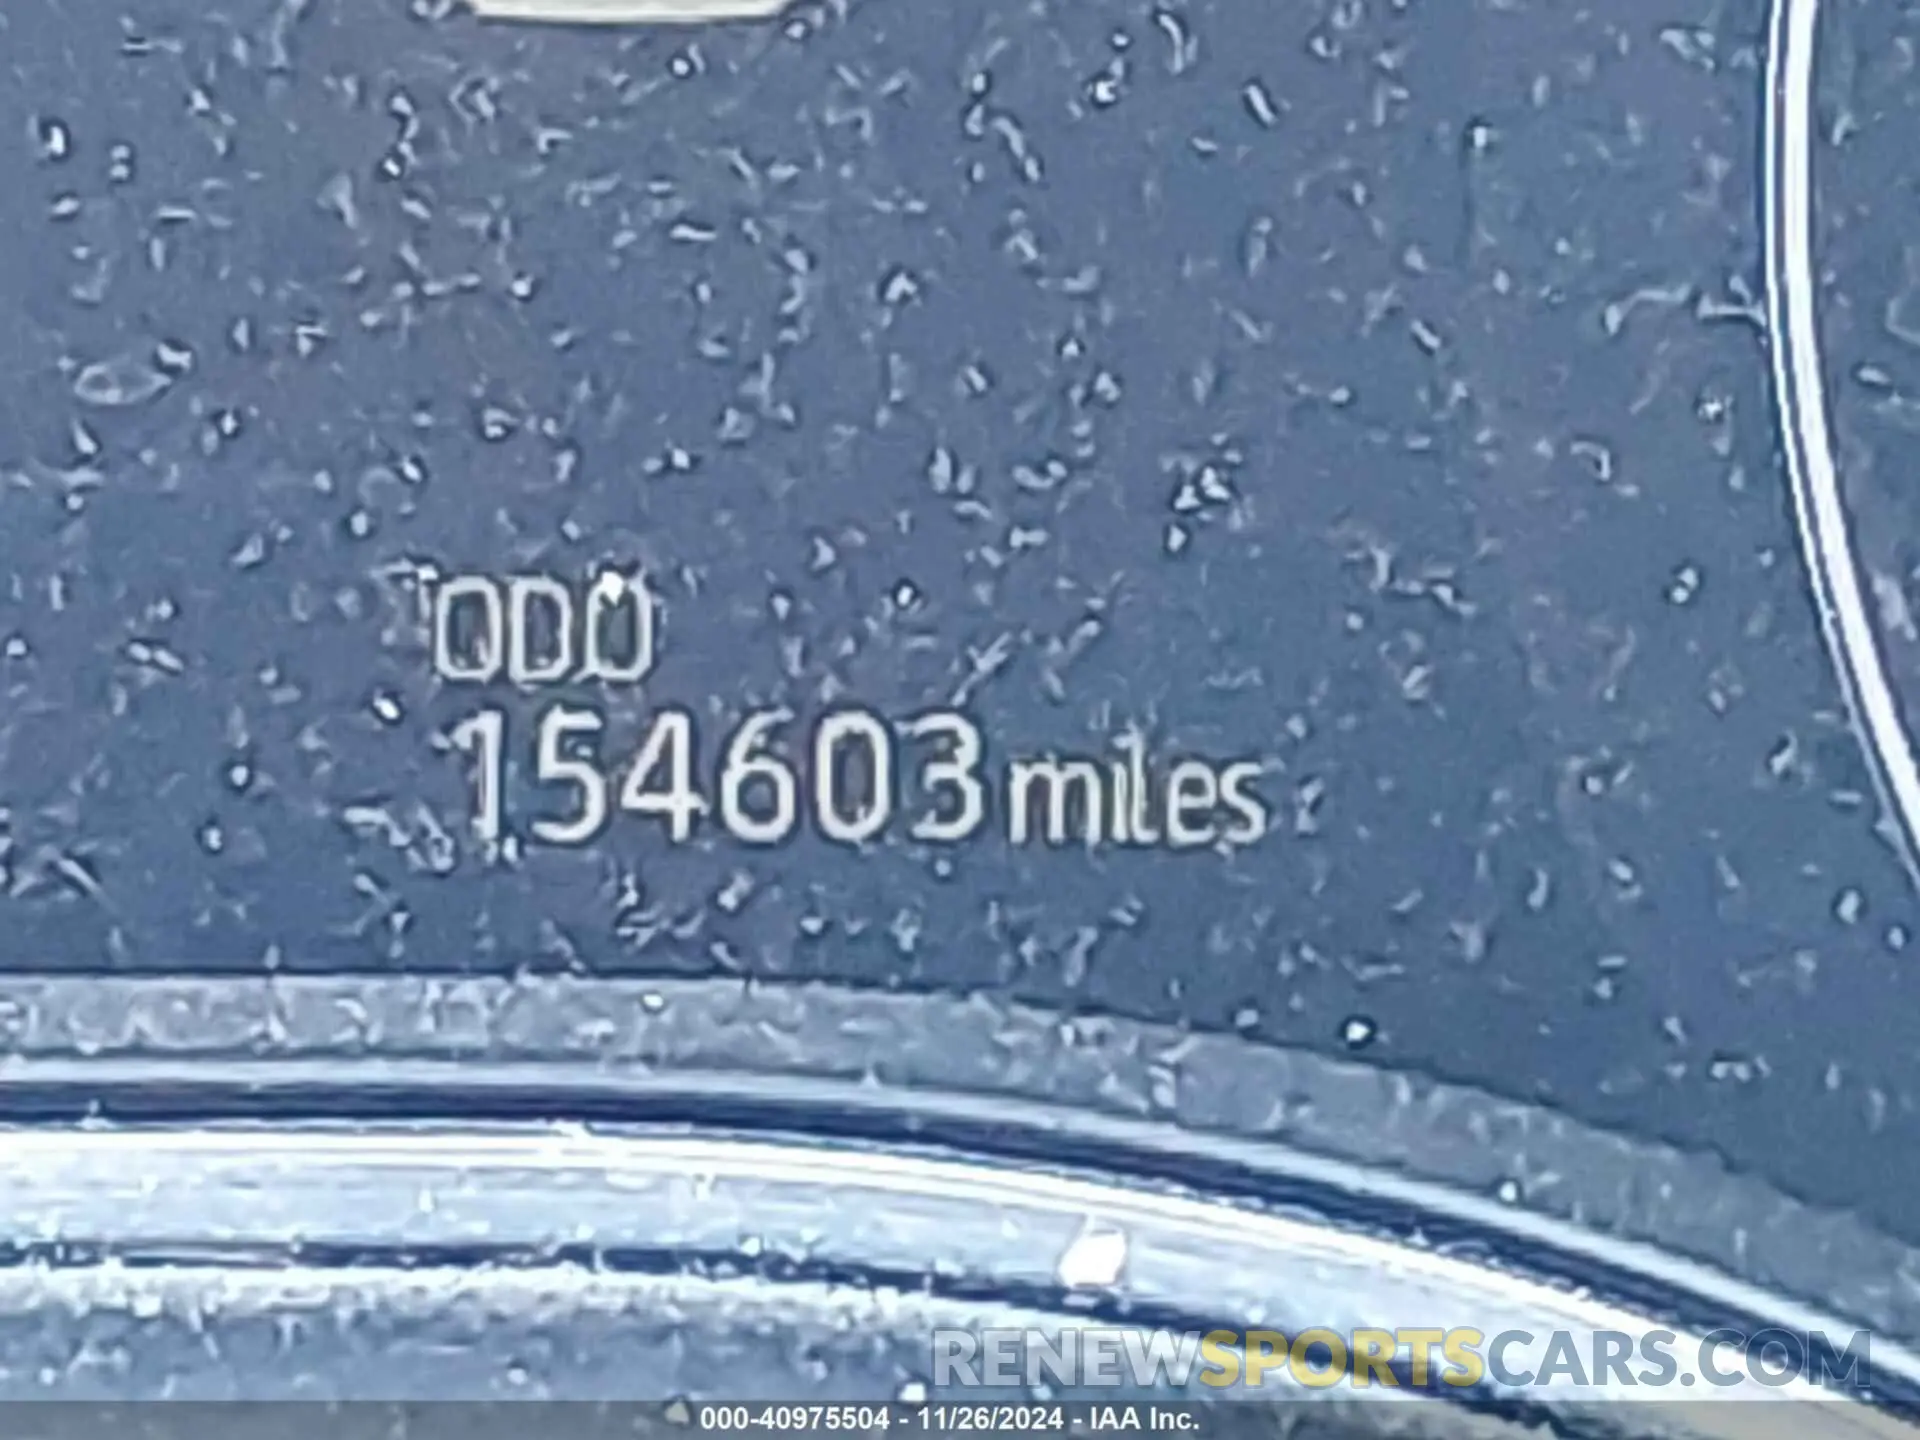 ODO
154603 miles
RENEWSPORTSCARS.COM
000-40975504 - 11/26/2024 - IAA Inc.